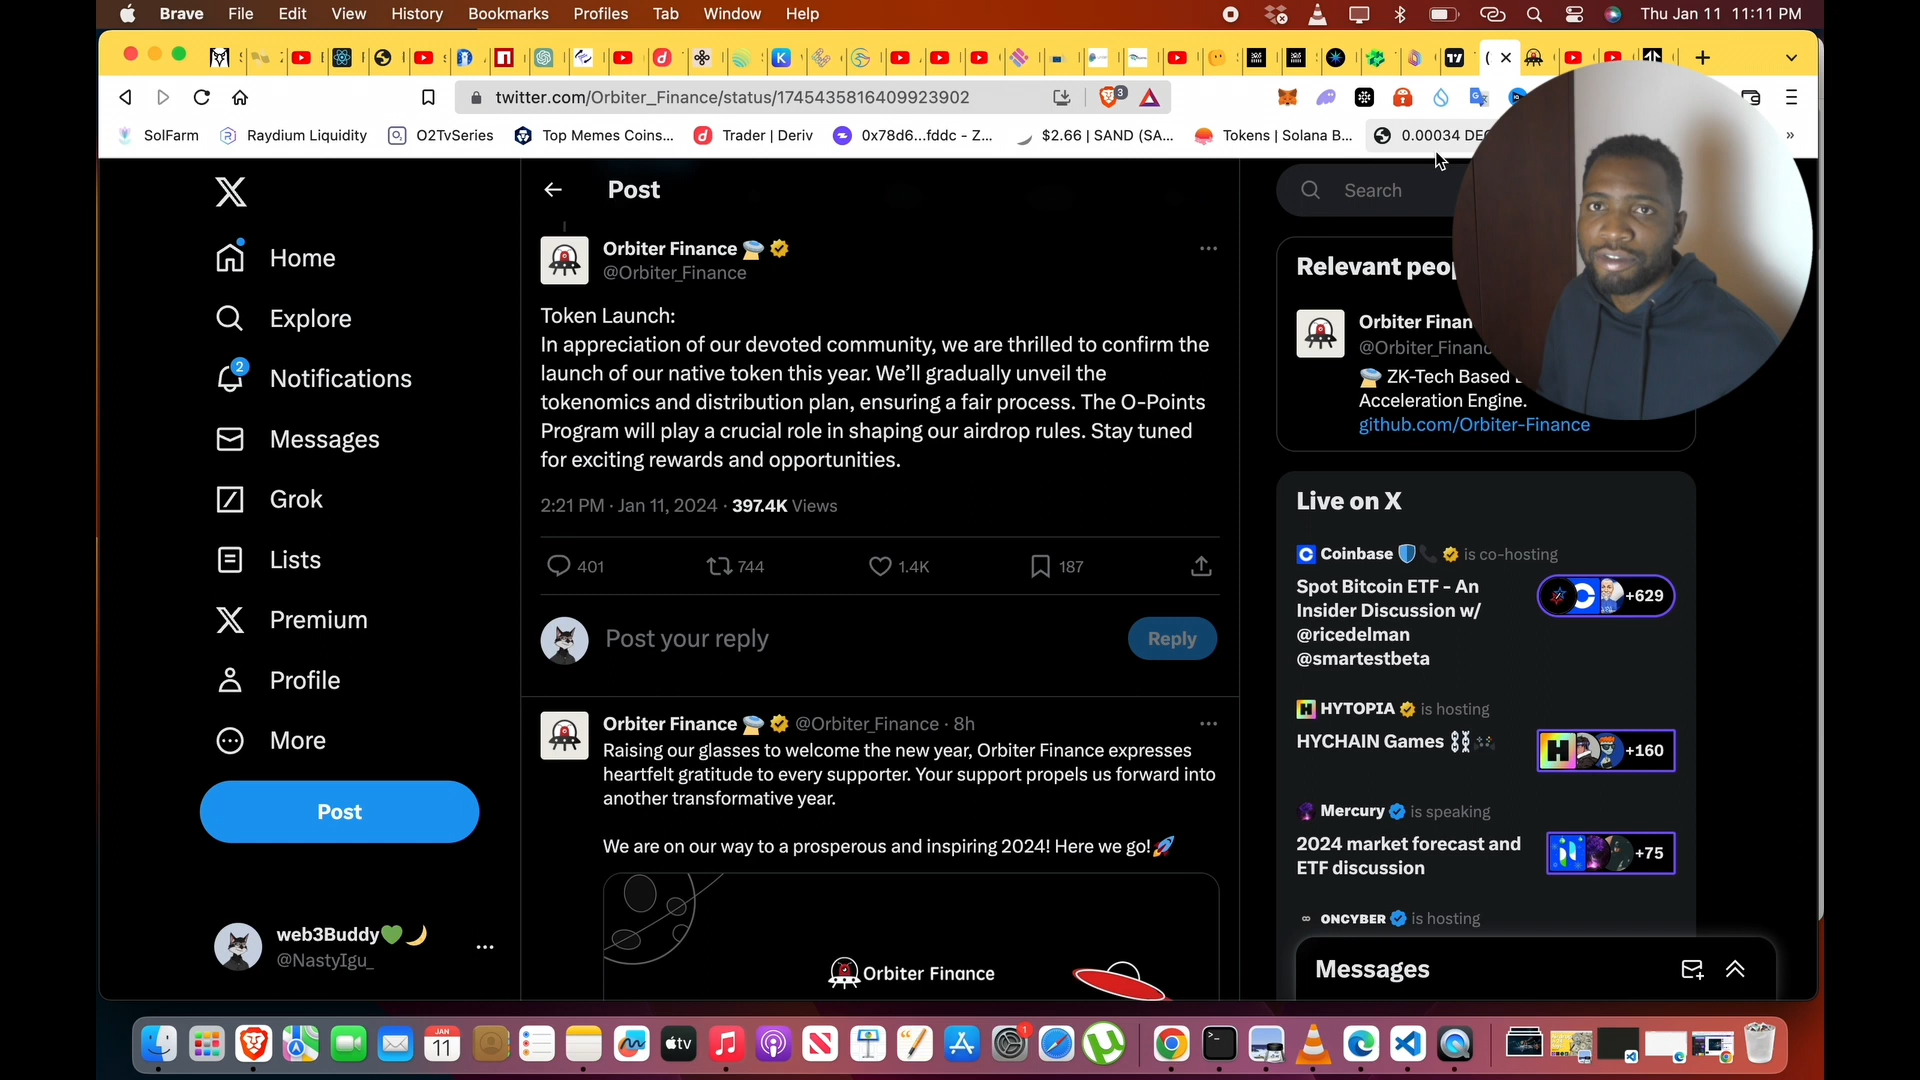 Brave File Edit View History Bookmarks Profiles Tab Window Help Thu Jan 11 11:11 PM
twitter.com/Orbiter_Finance/status/1745435816409923902 3
SolFarm Raydium Liquidity O2TvSeries Top Memes Coins... Trader | Deriv 0x78d6...fddc - Z... $2.66 | SAND (SA... Tokens | Solana B... 0.00034 »
Home
Explore
2
Notifications
Messages
Grok
Lists
Premium
Profile
More
Post
web3Buddy
@NastyIgu_
Post
Orbiter Finance
@Orbiter_Finance
Token Launch:
In appreciation of our devoted community, we are thrilled to confirm the
launch of our native token this year. We’ll gradually unveil the
tokenomics and distribution plan, ensuring a fair process. The O-Points
Program will play a crucial role in shaping our airdrop rules. Stay tuned
for exciting rewards and opportunities.
2:21 PM · Jan 11, 2024 · 397.4K Views
401 744 1.4K 187
Post your reply Reply
Orbiter Finance @Orbiter_Finance · 8h
Raising our glasses to welcome the new year, Orbiter Finance expresses
heartfelt gratitude to every supporter. Your support propels us forward into
another transformative year.
We are on our way to a prosperous and inspiring 2024! Here we go!
Orbiter Finance
Search
Relevant
Orbiter
ZK-Tech Based
Acceleration Engine.
github.com/Orbiter-Finance
Live on X
Coinbase is co-hosting
Spot Bitcoin ETF - An
Insider Discussion w/
@ricedelman
@smartestbeta
+629
HYTOPIA is hosting
HYCHAIN Games
+160
Mercury is speaking
2024 market forecast and
ETF discussion
+75
ONCYBER is hosting
Messages
JAN
11
tv
1